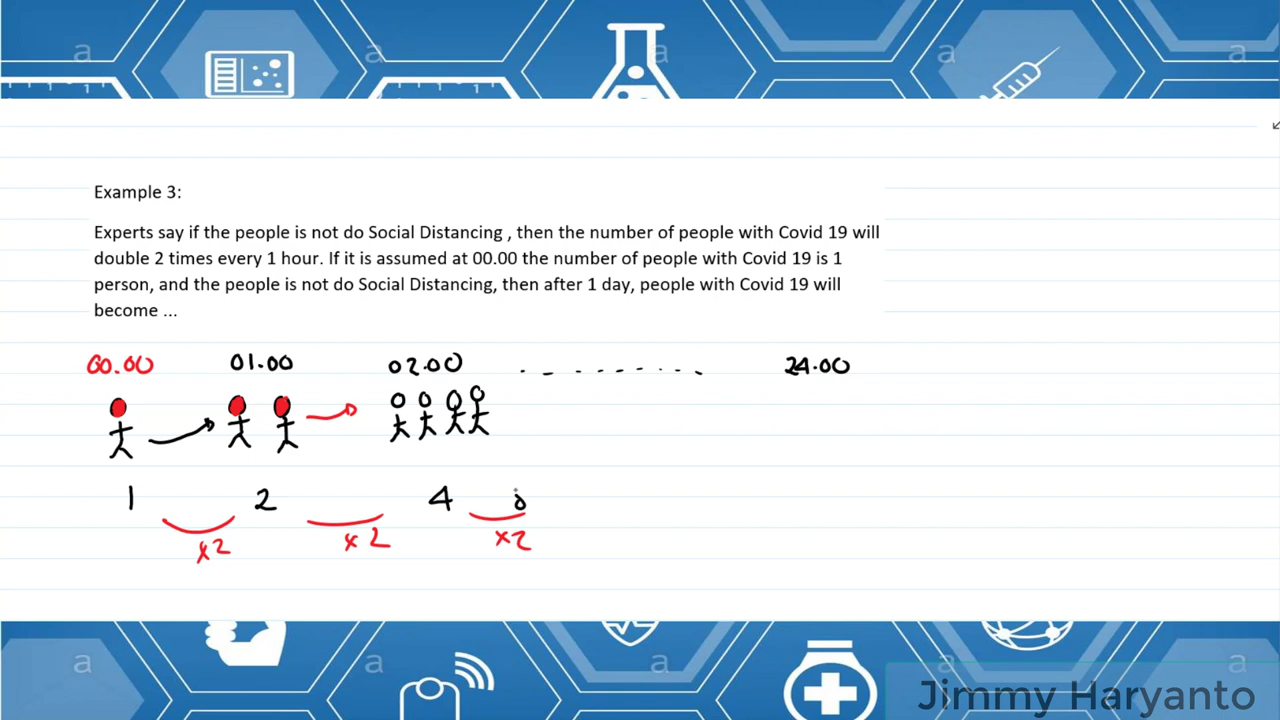 Example 3:
Experts say if the people is not do Social Distancing , then the number of people with Covid 19 will
double 2 times every 1 hour. If it is assumed at 00.00 the number of people with Covid 19 is 1
person, and the people is not do Social Distancing, then after 1 day, people with Covid 19 will
become ...
00.00 01.00 02.00 . . . . . . . . . . 24.00
1 2 4
x2 x2 x2
a a a a a
a a a a
Jimmy Haryanto